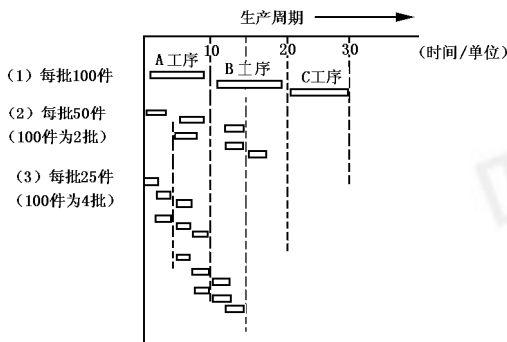 生产周期
A工序 10 B工序 20 C工序 30 (时间/单位)
(1)每批100件
(2)每批50件
(100件为2批)
(3)每批25件
(100件为4批)